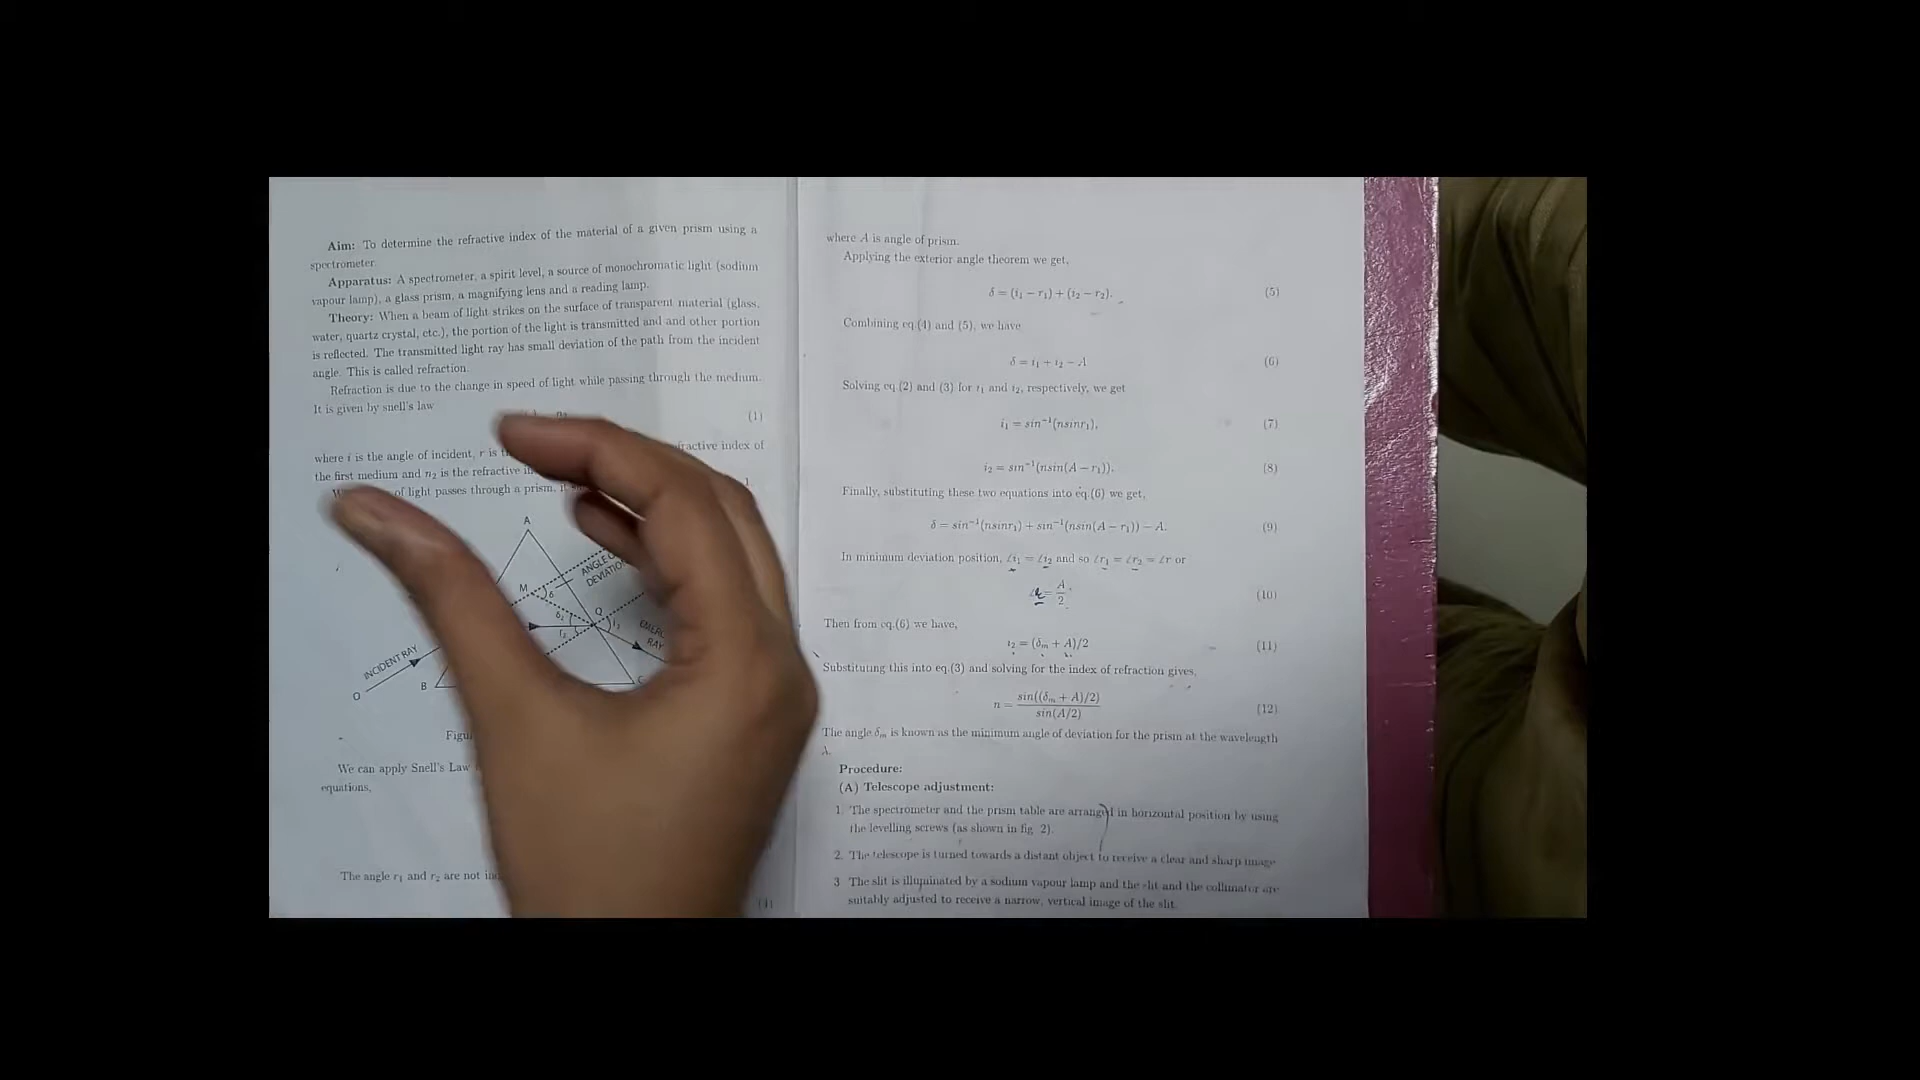 Aim: To determine the refractive index of the material of a given prism using a
spectrometer.
Apparatus: A spectrometer, a spirit level, a source of monochromatic light (sodium
vapour lamp), a glass prism, a magnifying lens and a reading lamp.
Theory: When a beam of light strikes on the surface of transparent material (glass,
water, quartz crystal, etc.), the portion of the light is transmitted and and other portion
is reflected. The transmitted light ray has small deviation of the path from the incident
angle. This is called refraction.
Refraction is due to the change in speed of light while passing through the medium.
It is given by snell's law
(1)
where i is the angle of incident, r is refractive index of
the first medium and n₂ is the refractive
of light passes through a prism, 1.
A
ANGLE
DEVIATION
M δ
Q
INCIDENT RAY
RAY
O
B
C
We can apply Snell's Law
equations,
The angle r₁ and r₂ are not
(4)
where A is angle of prism.
Applying the exterior angle theorem we get,
δ = (i₁ − r₁) + (i₂ − r₂). (5)
Combining eq.(4) and (5), we have
δ = i₁ + i₂ − A (6)
Solving eq.(2) and (3) for i₁ and i₂, respectively, we get
i₁ = sin⁻¹(nsinr₁), (7)
i₂ = sin⁻¹(nsin(A − r₁)). (8)
Finally, substituting these two equations into eq.(6) we get,
δ = sin⁻¹(nsinr₁) + sin⁻¹(nsin(A − r₁)) − A. (9)
In minimum deviation position, ∠i₁ = ∠i₂ and so ∠r₁ = ∠r₂ = ∠r or
∠r = A/2. (10)
Then from eq.(6) we have,
i₂ = (δₘ + A)/2 (11)
Substituting this into eq.(3) and solving for the index of refraction gives,
n = sin((δₘ + A)/2) / sin(A/2) (12)
The angle δₘ is known as the minimum angle of deviation for the prism at the wavelength
λ.
Procedure:
(A) Telescope adjustment:
1. The spectrometer and the prism table are arranged in horizontal position by using
the levelling screws (as shown in fig. 2).
2. The telescope is turned towards a distant object to receive a clear and sharp image
3 The slit is illuminated by a sodium vapour lamp and the slit and the collimator are
suitably adjusted to receive a narrow, vertical image of the slit.